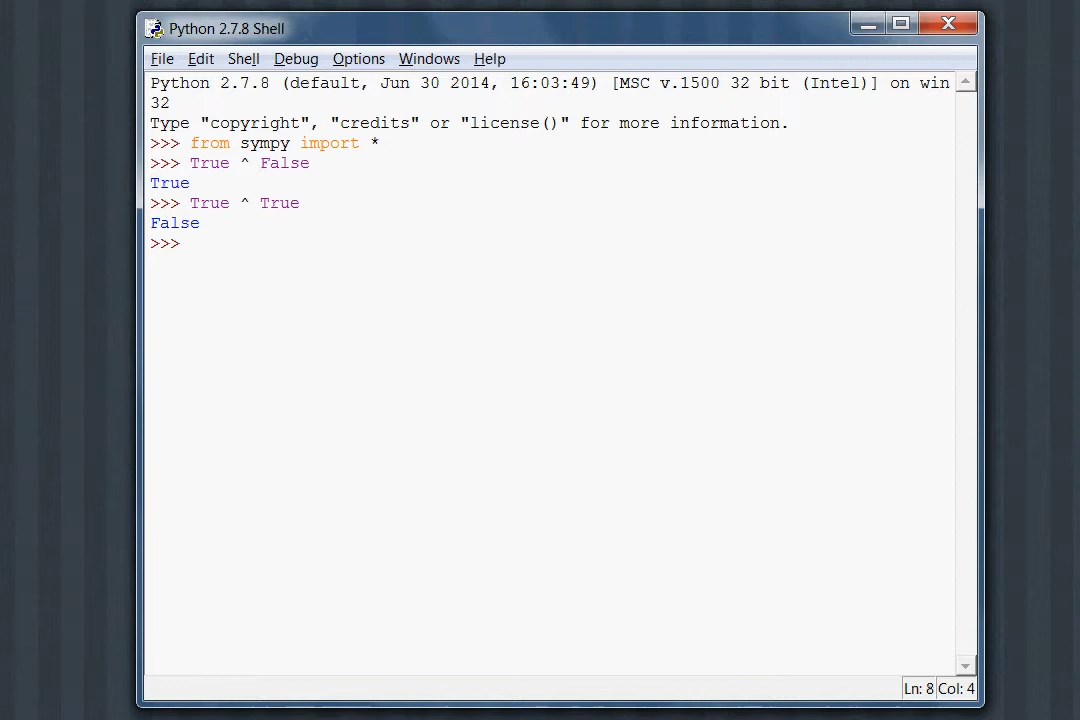 Python 2.7.8 Shell
File Edit Shell Debug Options Windows Help
Python 2.7.8 (default, Jun 30 2014, 16:03:49) [MSC v.1500 32 bit (Intel)] on win
32
Type "copyright", "credits" or "license()" for more information.
>>> from sympy import *
>>> True ^ False
True
>>> True ^ True
False
>>>
Ln: 8 Col: 4